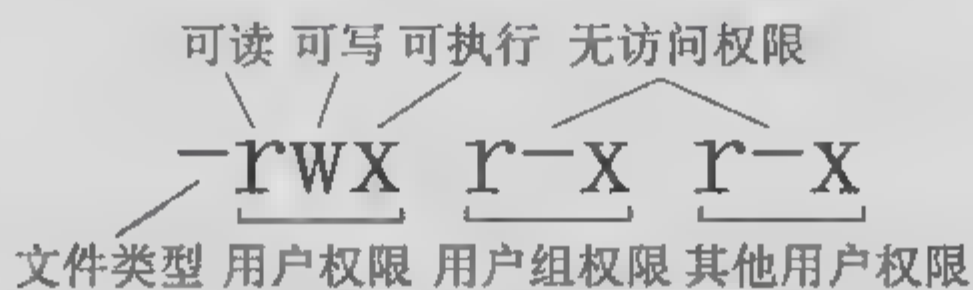 可读 可写 可执行 无访问权限
-rwx r-x r-x
文件类型 用户权限 用户组权限 其他用户权限